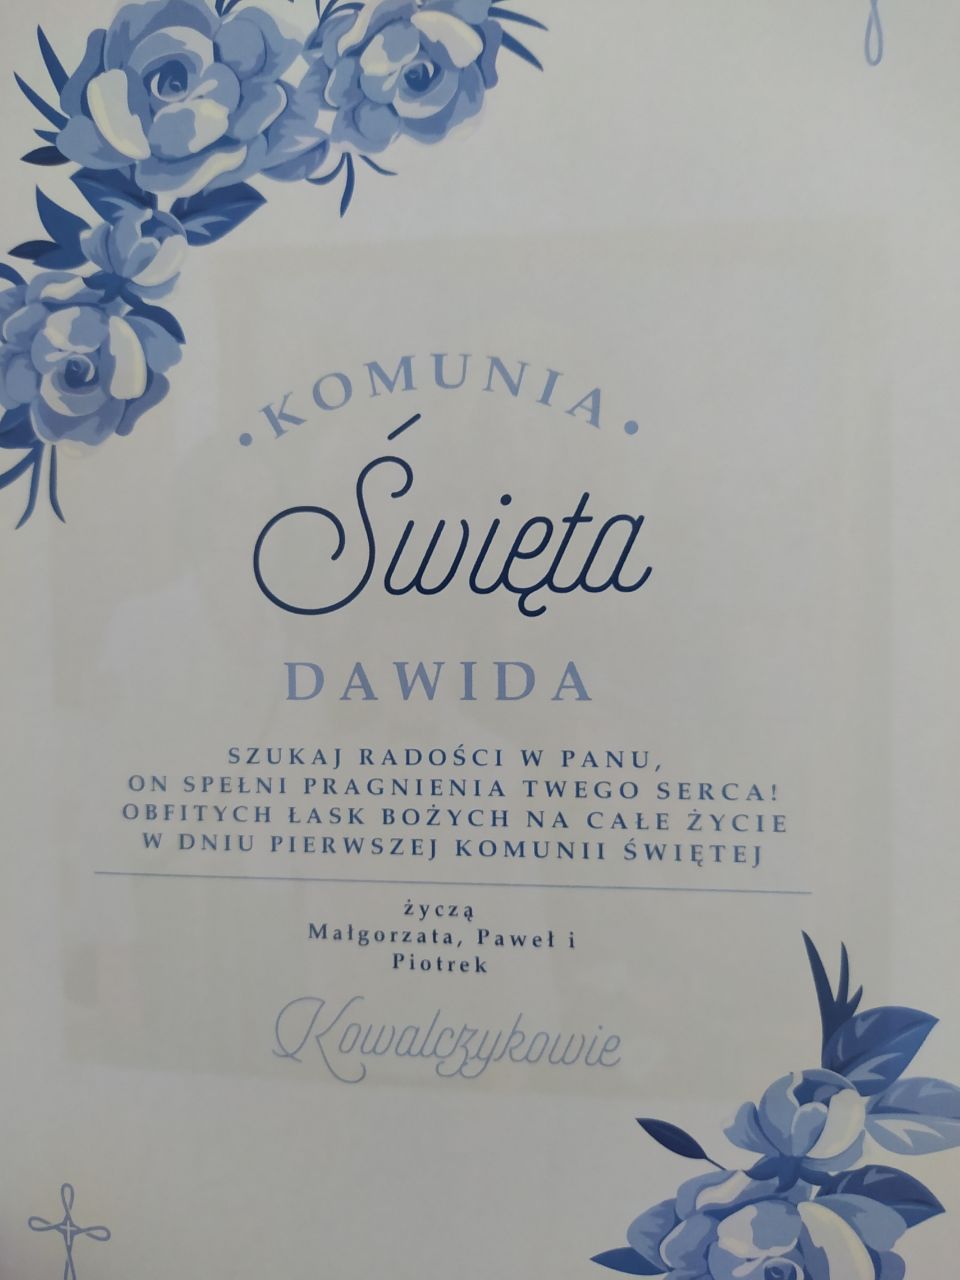 • KOMUNIA •
Święta
DAWIDA
SZUKAJ RADOŚCI W PANU,
ON SPEŁNI PRAGNIENIA TWEGO SERCA!
OBFITYCH ŁASK BOŻYCH NA CAŁE ŻYCIE
W DNIU PIERWSZEJ KOMUNII ŚWIĘTEJ
życzą
Małgorzata, Paweł i
Piotrek
Kowalczykowie